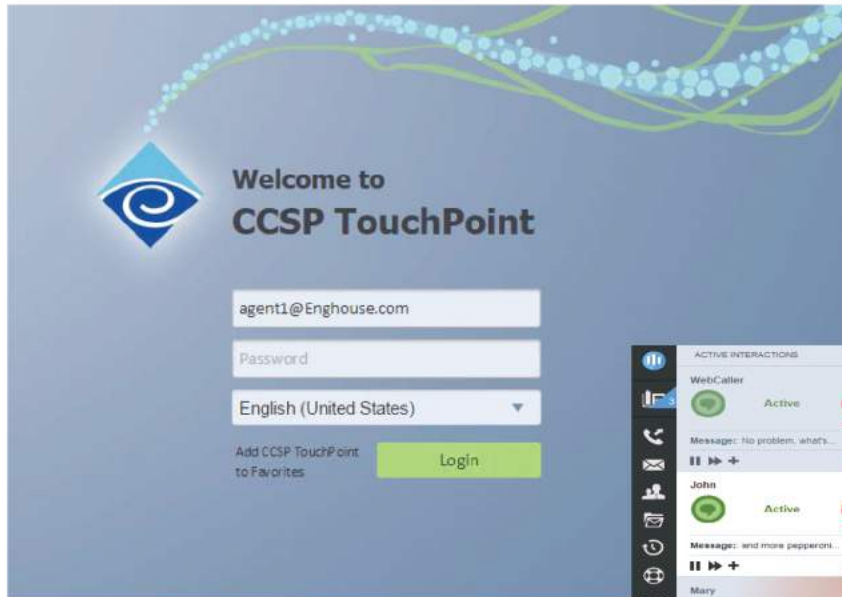 Welcome to
CCSP TouchPoint
agent1@Enghouse.com
Password
English (United States)
Add CCSP TouchPoint
to Favorites
Login
ACTIVE INTERACTIONS
WebCaller
3
Active
Message: No problem, what's...
John
Active
Message: and more pepperoni...
Mary